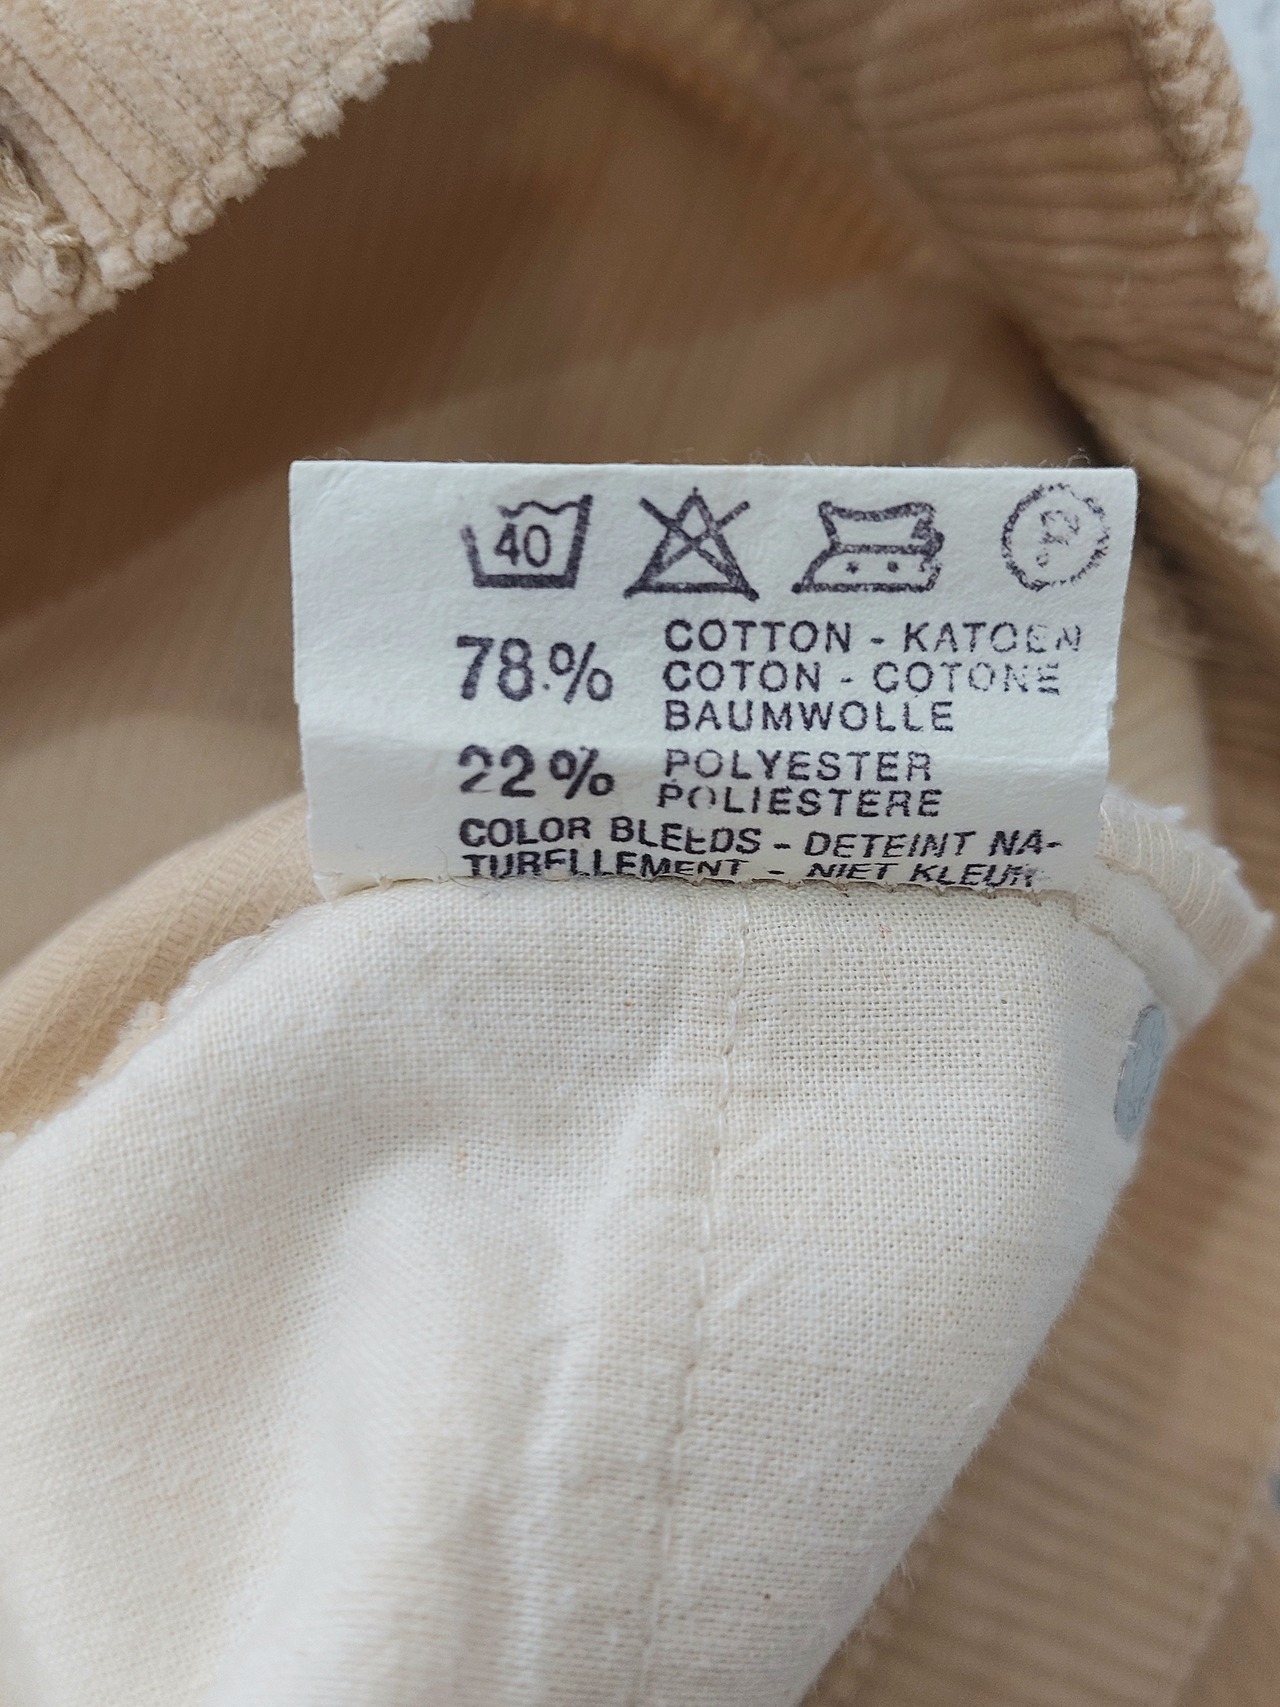 40
78% COTTON - KATOEN
COTON - COTONE
BAUMWOLLE
22% POLYESTER
POLIESTERE
COLOR BLEEDS - DETEINT NA-
TURELLEMENT - NIET KLEUR